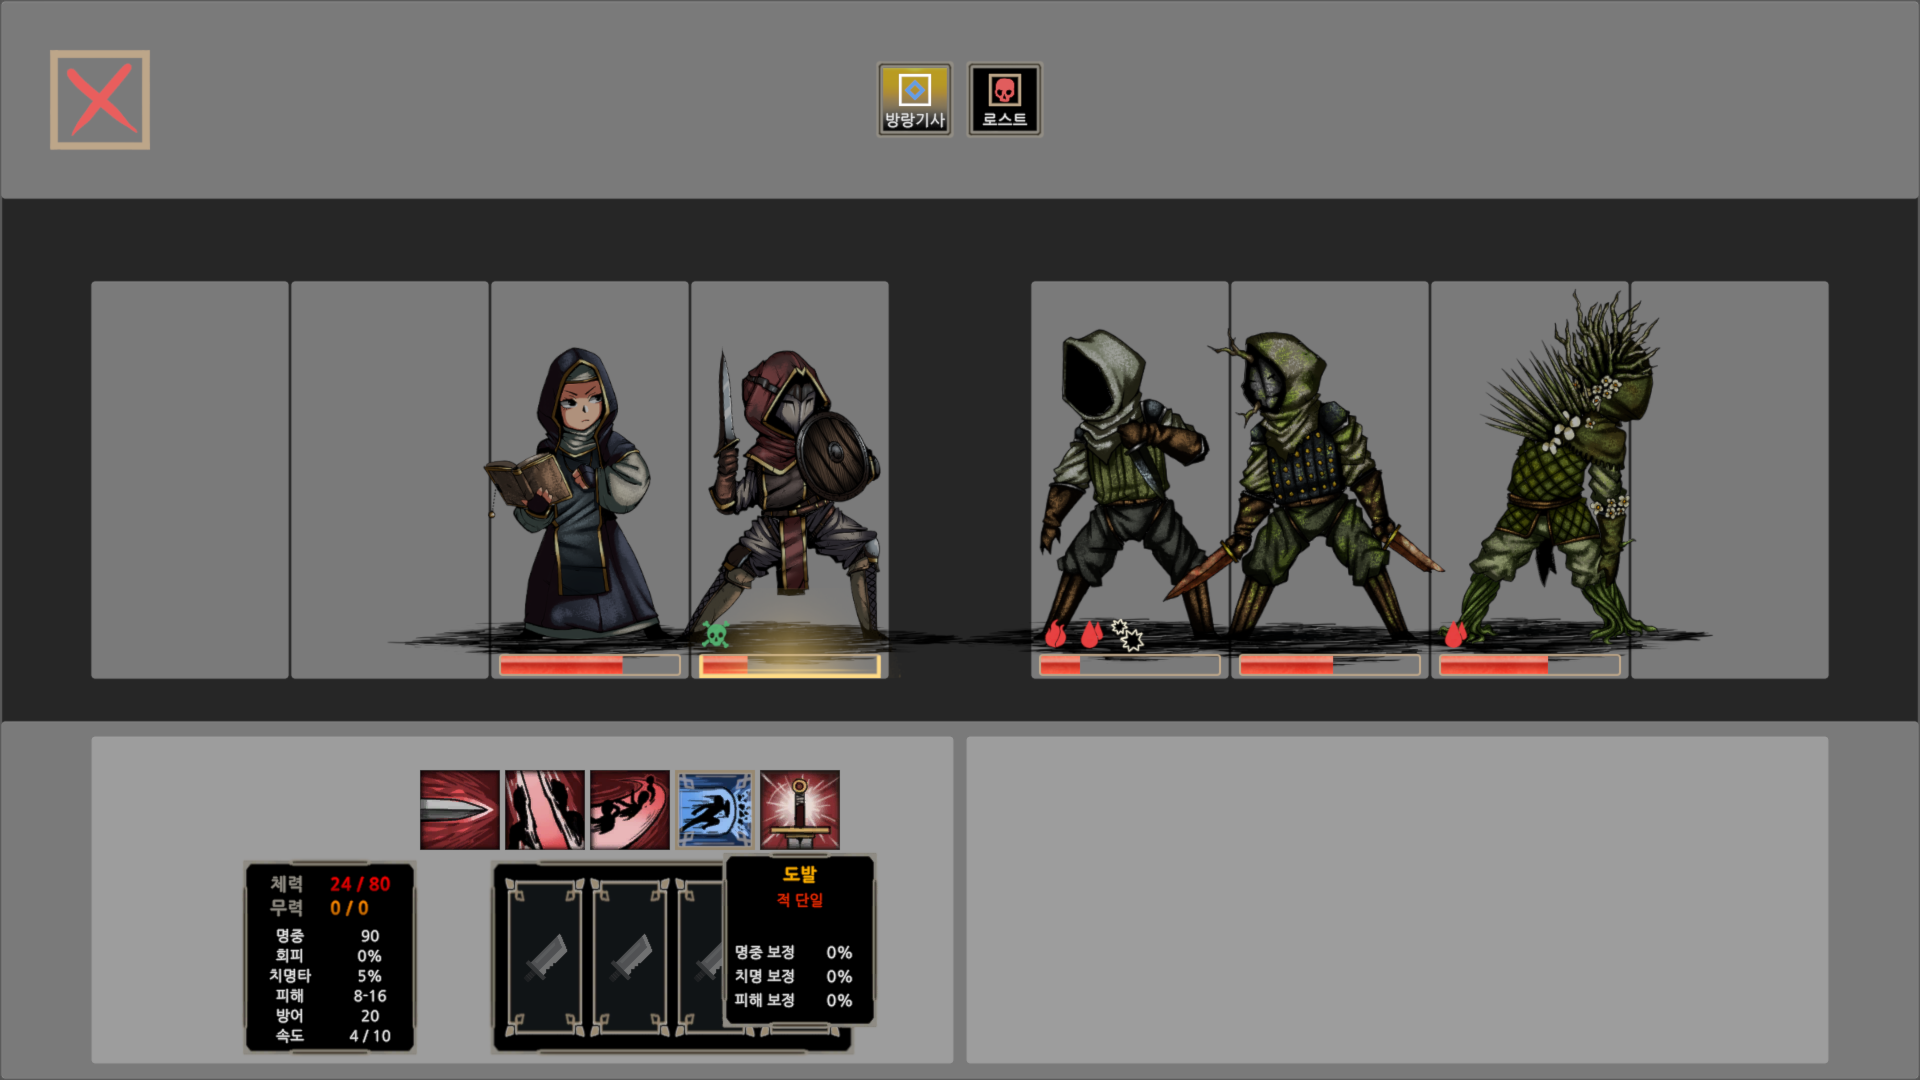 방랑기사
로스트
체력 24 / 80
무력 0 / 0
명중 90
회피 0%
치명타 5%
피해 8-16
방어 20
속도 4 / 10
도발
적 단일
명중 보정 0%
치명 보정 0%
피해 보정 0%